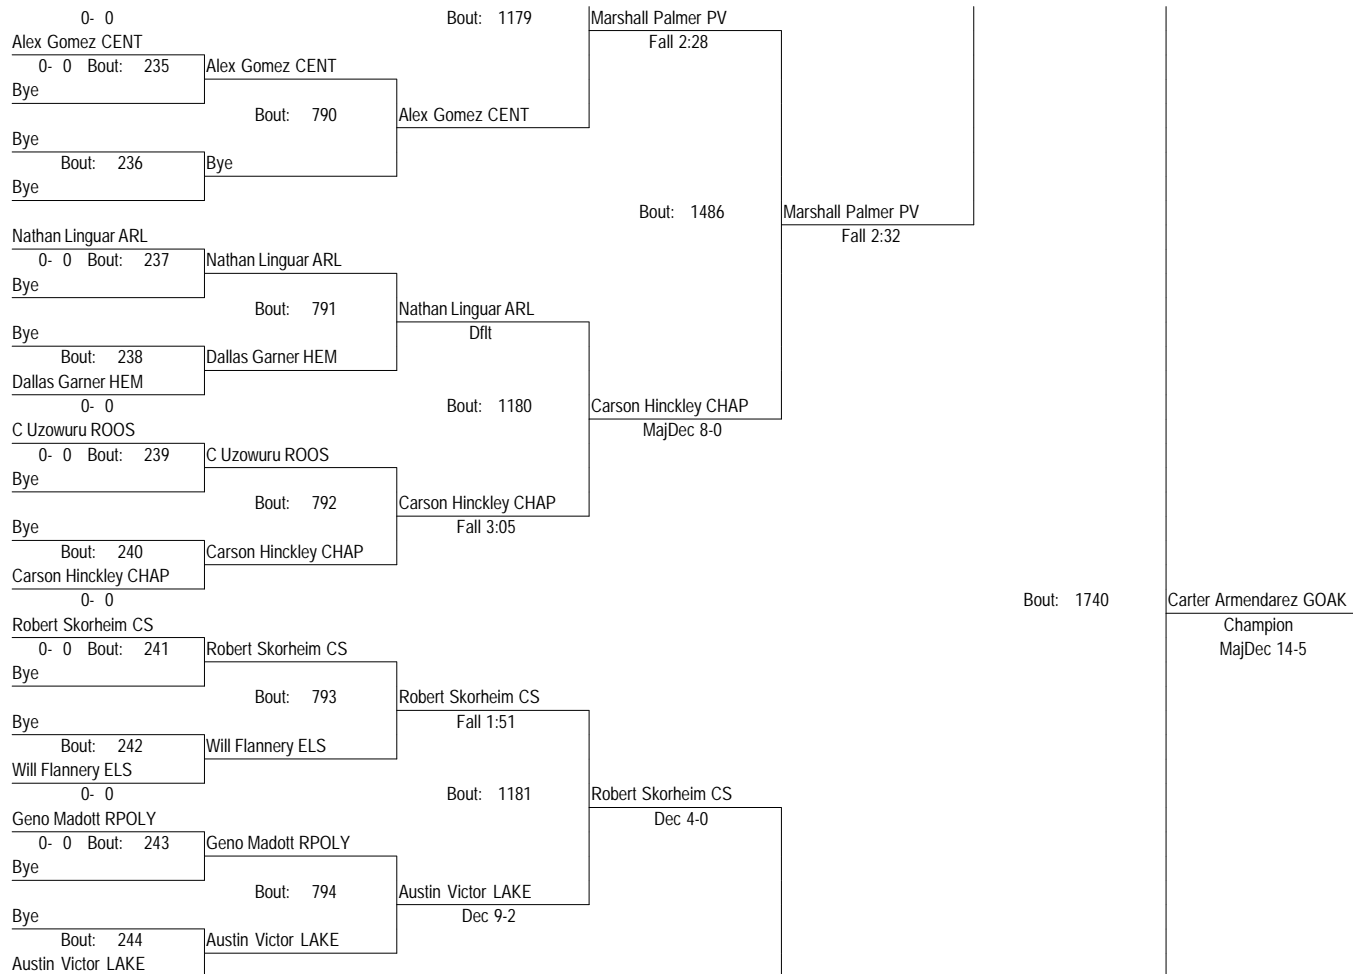 0- 0 Bout: 1179 Marshall Palmer PV
Alex Gomez CENT Fall 2:28
0- 0 Bout: 235 Alex Gomez CENT
Bye
Bout: 790 Alex Gomez CENT
Bye
Bout: 236 Bye
Bye
Bout: 1486 Marshall Palmer PV
Nathan Linguar ARL Fall 2:32
0- 0 Bout: 237 Nathan Linguar ARL
Bye
Bout: 791 Nathan Linguar ARL
Bye Dflt
Bout: 238 Dallas Garner HEM
Dallas Garner HEM
0- 0 Bout: 1180 Carson Hinckley CHAP
C Uzowuru ROOS MajDec 8-0
0- 0 Bout: 239 C Uzowuru ROOS
Bye
Bout: 792 Carson Hinckley CHAP
Bye Fall 3:05
Bout: 240 Carson Hinckley CHAP
Carson Hinckley CHAP
0- 0 Bout: 1740 Carter Armendarez GOAK
Robert Skorheim CS Champion
0- 0 Bout: 241 Robert Skorheim CS MajDec 14-5
Bye
Bout: 793 Robert Skorheim CS
Bye Fall 1:51
Bout: 242 Will Flannery ELS
Will Flannery ELS
0- 0 Bout: 1181 Robert Skorheim CS
Geno Madott RPOLY Dec 4-0
0- 0 Bout: 243 Geno Madott RPOLY
Bye
Bout: 794 Austin Victor LAKE
Bye Dec 9-2
Bout: 244 Austin Victor LAKE
Austin Victor LAKE